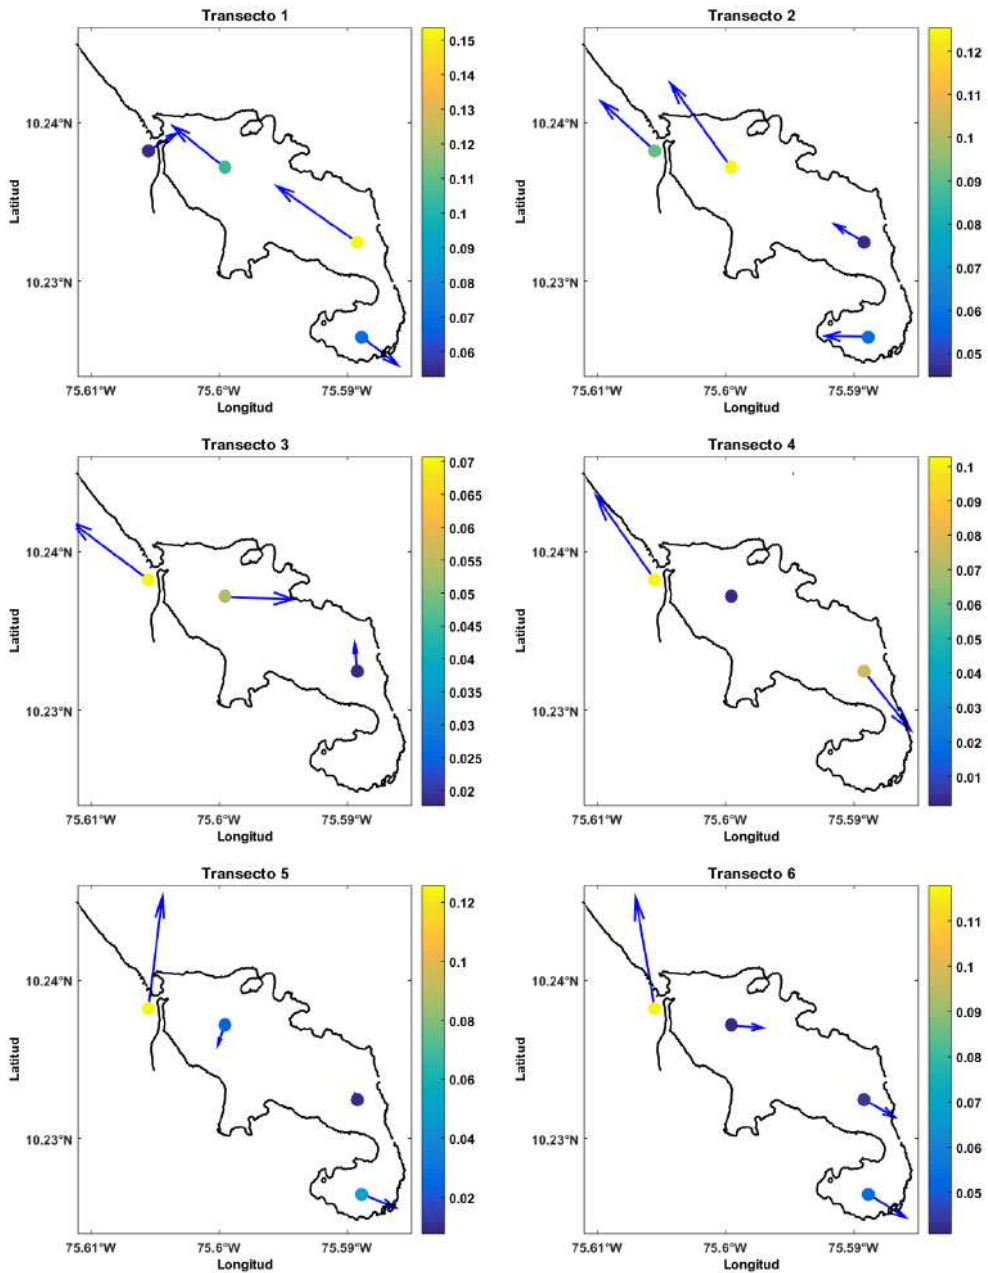 Transecto 1
0.15
0.14
0.13
0.12
0.11
0.1
0.09
0.08
0.07
0.06
10.24°N
10.23°N
Latitud
75.61°W
75.6°W
75.59°W
Longitud
Transecto 2
0.12
0.11
0.1
0.09
0.08
0.07
0.06
0.05
10.24°N
10.23°N
Latitud
75.61°W
75.6°W
75.59°W
Longitud
Transecto 3
0.07
0.065
0.06
0.055
0.05
0.045
0.04
0.035
0.03
0.025
0.02
10.24°N
10.23°N
Latitud
75.61°W
75.6°W
75.59°W
Longitud
Transecto 4
0.1
0.09
0.08
0.07
0.06
0.05
0.04
0.03
0.02
0.01
10.24°N
10.23°N
Latitud
75.61°W
75.6°W
75.59°W
Longitud
Transecto 5
0.12
0.1
0.08
0.06
0.04
0.02
10.24°N
10.23°N
Latitud
75.61°W
75.6°W
75.59°W
Longitud
Transecto 6
0.11
0.1
0.09
0.08
0.07
0.06
0.05
10.24°N
10.23°N
Latitud
75.61°W
75.6°W
75.59°W
Longitud